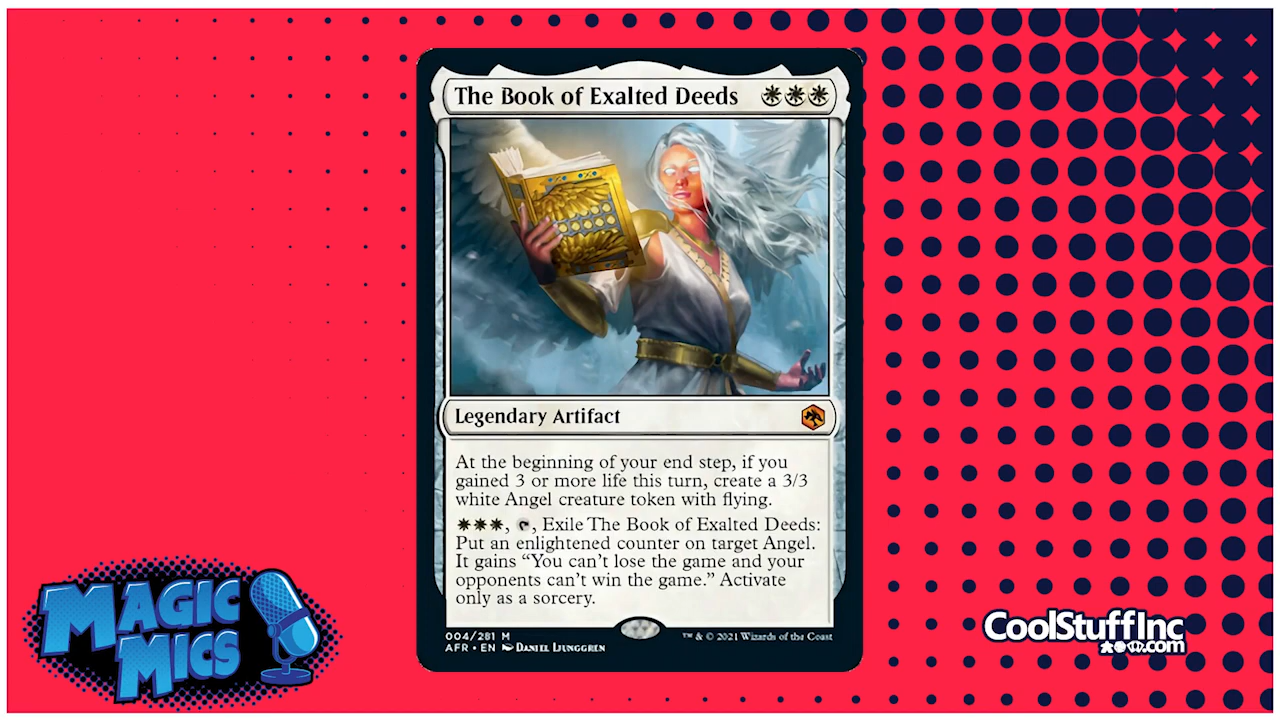 The Book of Exalted Deeds
Legendary Artifact
At the beginning of your end step, if you
gained 3 or more life this turn, create a 3/3
white Angel creature token with flying.
, , Exile The Book of Exalted Deeds:
Put an enlightened counter on target Angel.
It gains “You can’t lose the game and your
opponents can’t win the game.” Activate
only as a sorcery.
004/281 M
AFR • EN Daniel Ljunggren
™ & © 2021 Wizards of the Coast
MAGIC
MICS
CoolStuffInc
.com